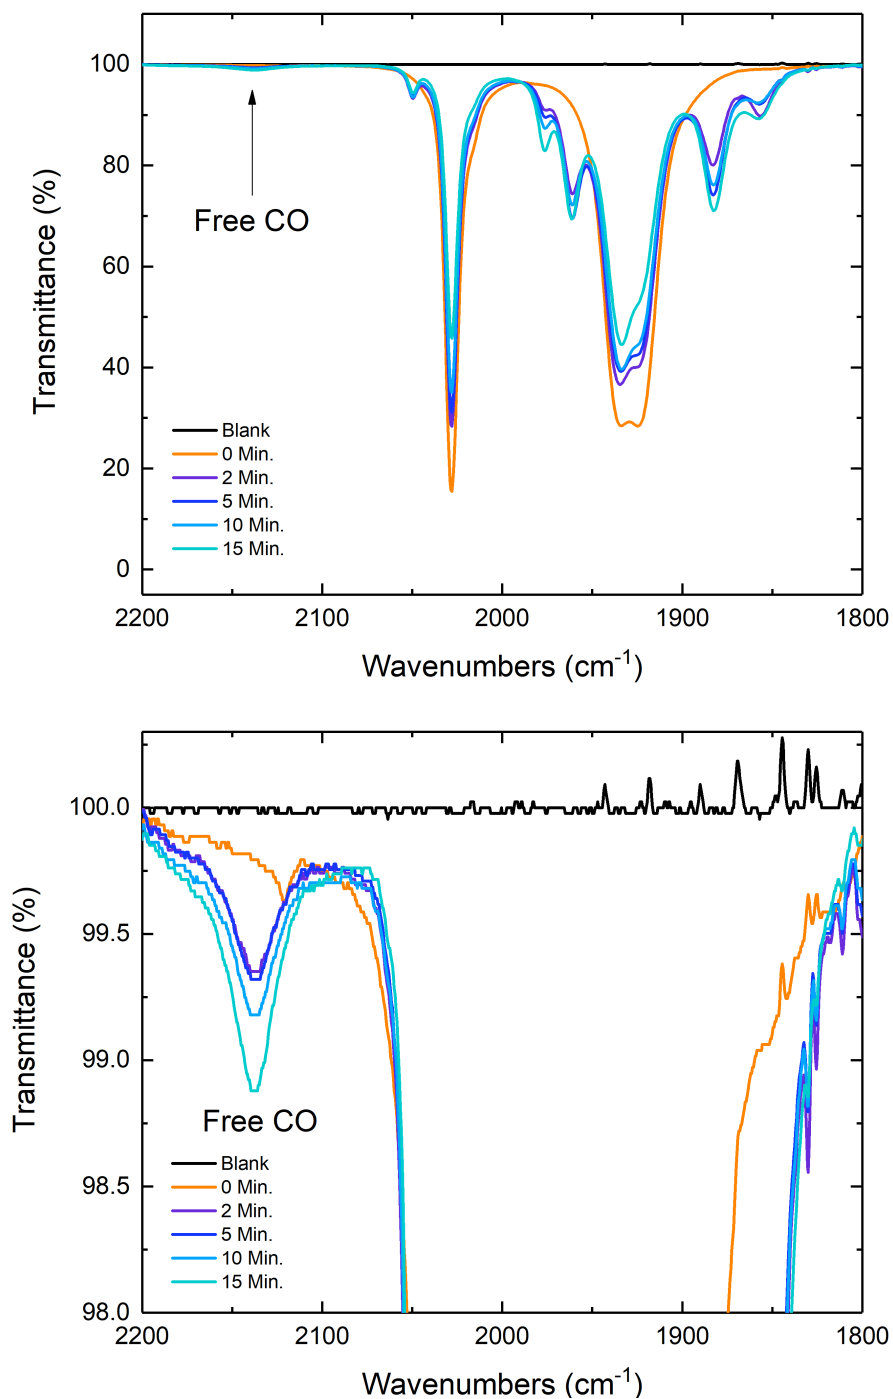 100
80
60
40
20
0
Transmittance (%)
Free CO
Blank
0 Min.
2 Min.
5 Min.
10 Min.
15 Min.
2200 2100 2000 1900 1800
Wavenumbers (cm-1)
100.0
99.5
99.0
98.5
98.0
Transmittance (%)
Free CO
Blank
0 Min.
2 Min.
5 Min.
10 Min.
15 Min.
2200 2100 2000 1900 1800
Wavenumbers (cm-1)